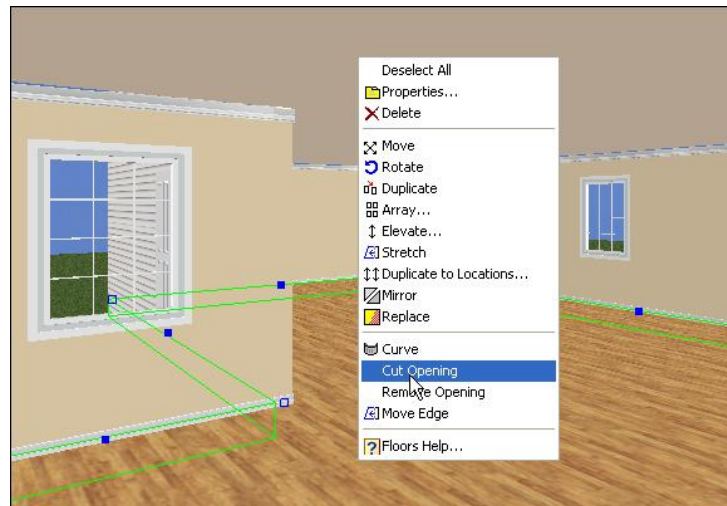 Deselect All
Properties...
Delete
Move
Rotate
Duplicate
Array...
Elevate...
Stretch
Duplicate to Locations...
Mirror
Replace
Curve
Cut Opening
Remove Opening
Move Edge
Floors Help...